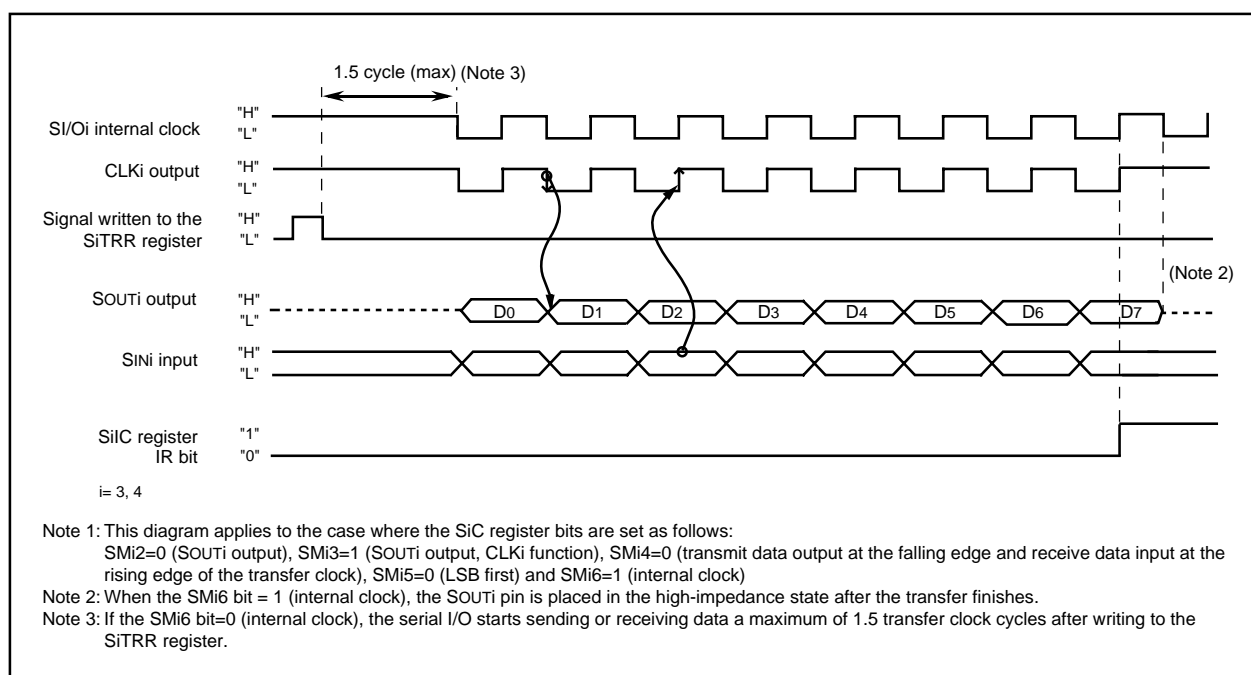 1.5 cycle (max) (Note 3)
SI/Oi internal clock "H" "L"
CLKi output "H" "L"
Signal written to the SiTRR register "H" "L"
SOUTi output "H" "L" D0 D1 D2 D3 D4 D5 D6 D7 (Note 2)
SINi input "H" "L"
SiIC register IR bit "1" "0"
i= 3, 4
Note 1: This diagram applies to the case where the SiC register bits are set as follows:
SMi2=0 (SOUTi output), SMi3=1 (SOUTi output, CLKi function), SMi4=0 (transmit data output at the falling edge and receive data input at the
rising edge of the transfer clock), SMi5=0 (LSB first) and SMi6=1 (internal clock)
Note 2: When the SMi6 bit = 1 (internal clock), the SOUTi pin is placed in the high-impedance state after the transfer finishes.
Note 3: If the SMi6 bit=0 (internal clock), the serial I/O starts sending or receiving data a maximum of 1.5 transfer clock cycles after writing to the
SiTRR register.